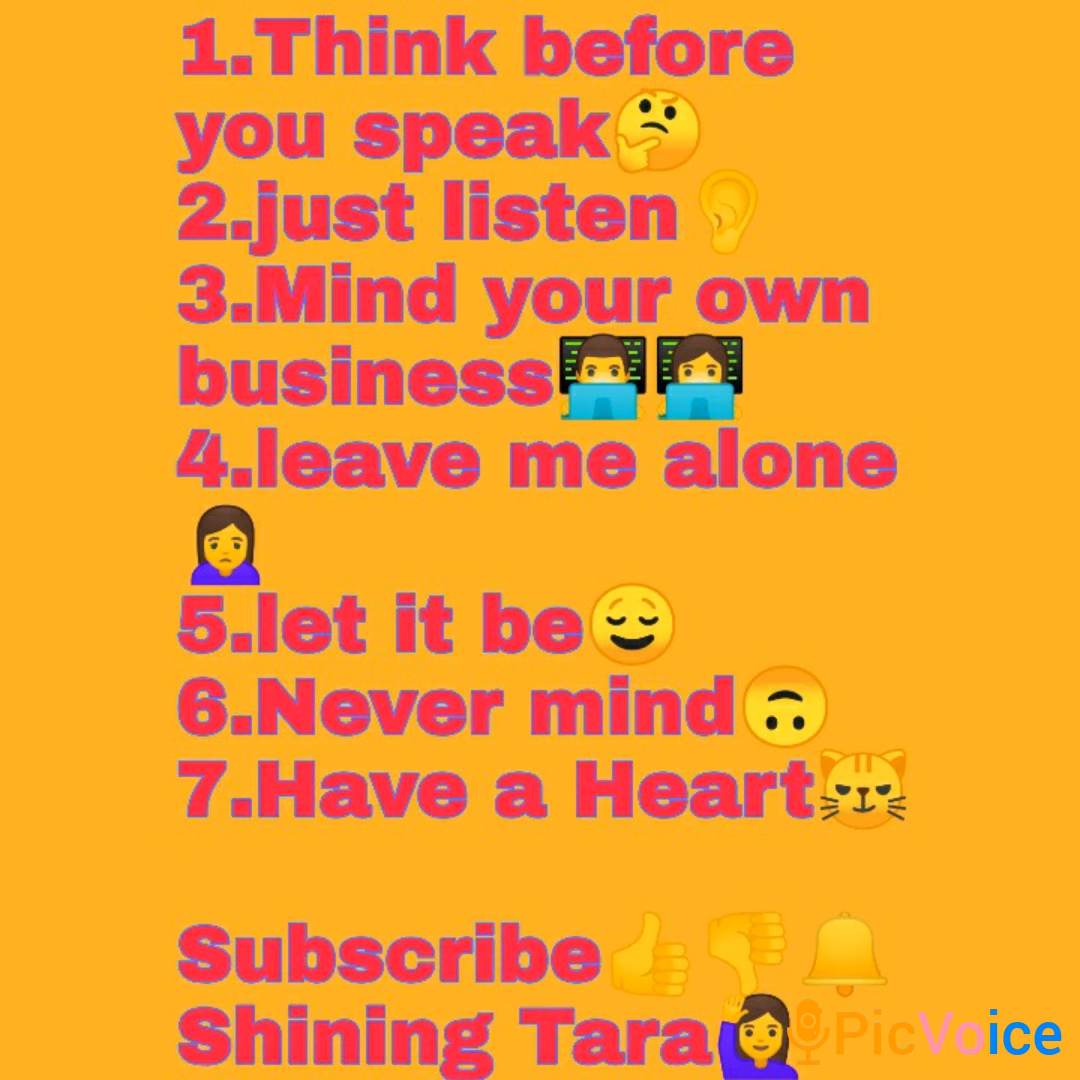 1.Think before
you speak🤔
2.just listen👂
3.Mind your own
business👨‍💻👩‍💻
4.leave me alone
🙍‍♀️
5.let it be😌
6.Never mind🙃
7.Have a Heart😼
Subscribe👍👎🔔
Shining Tara🙋‍♀️
PicVoice